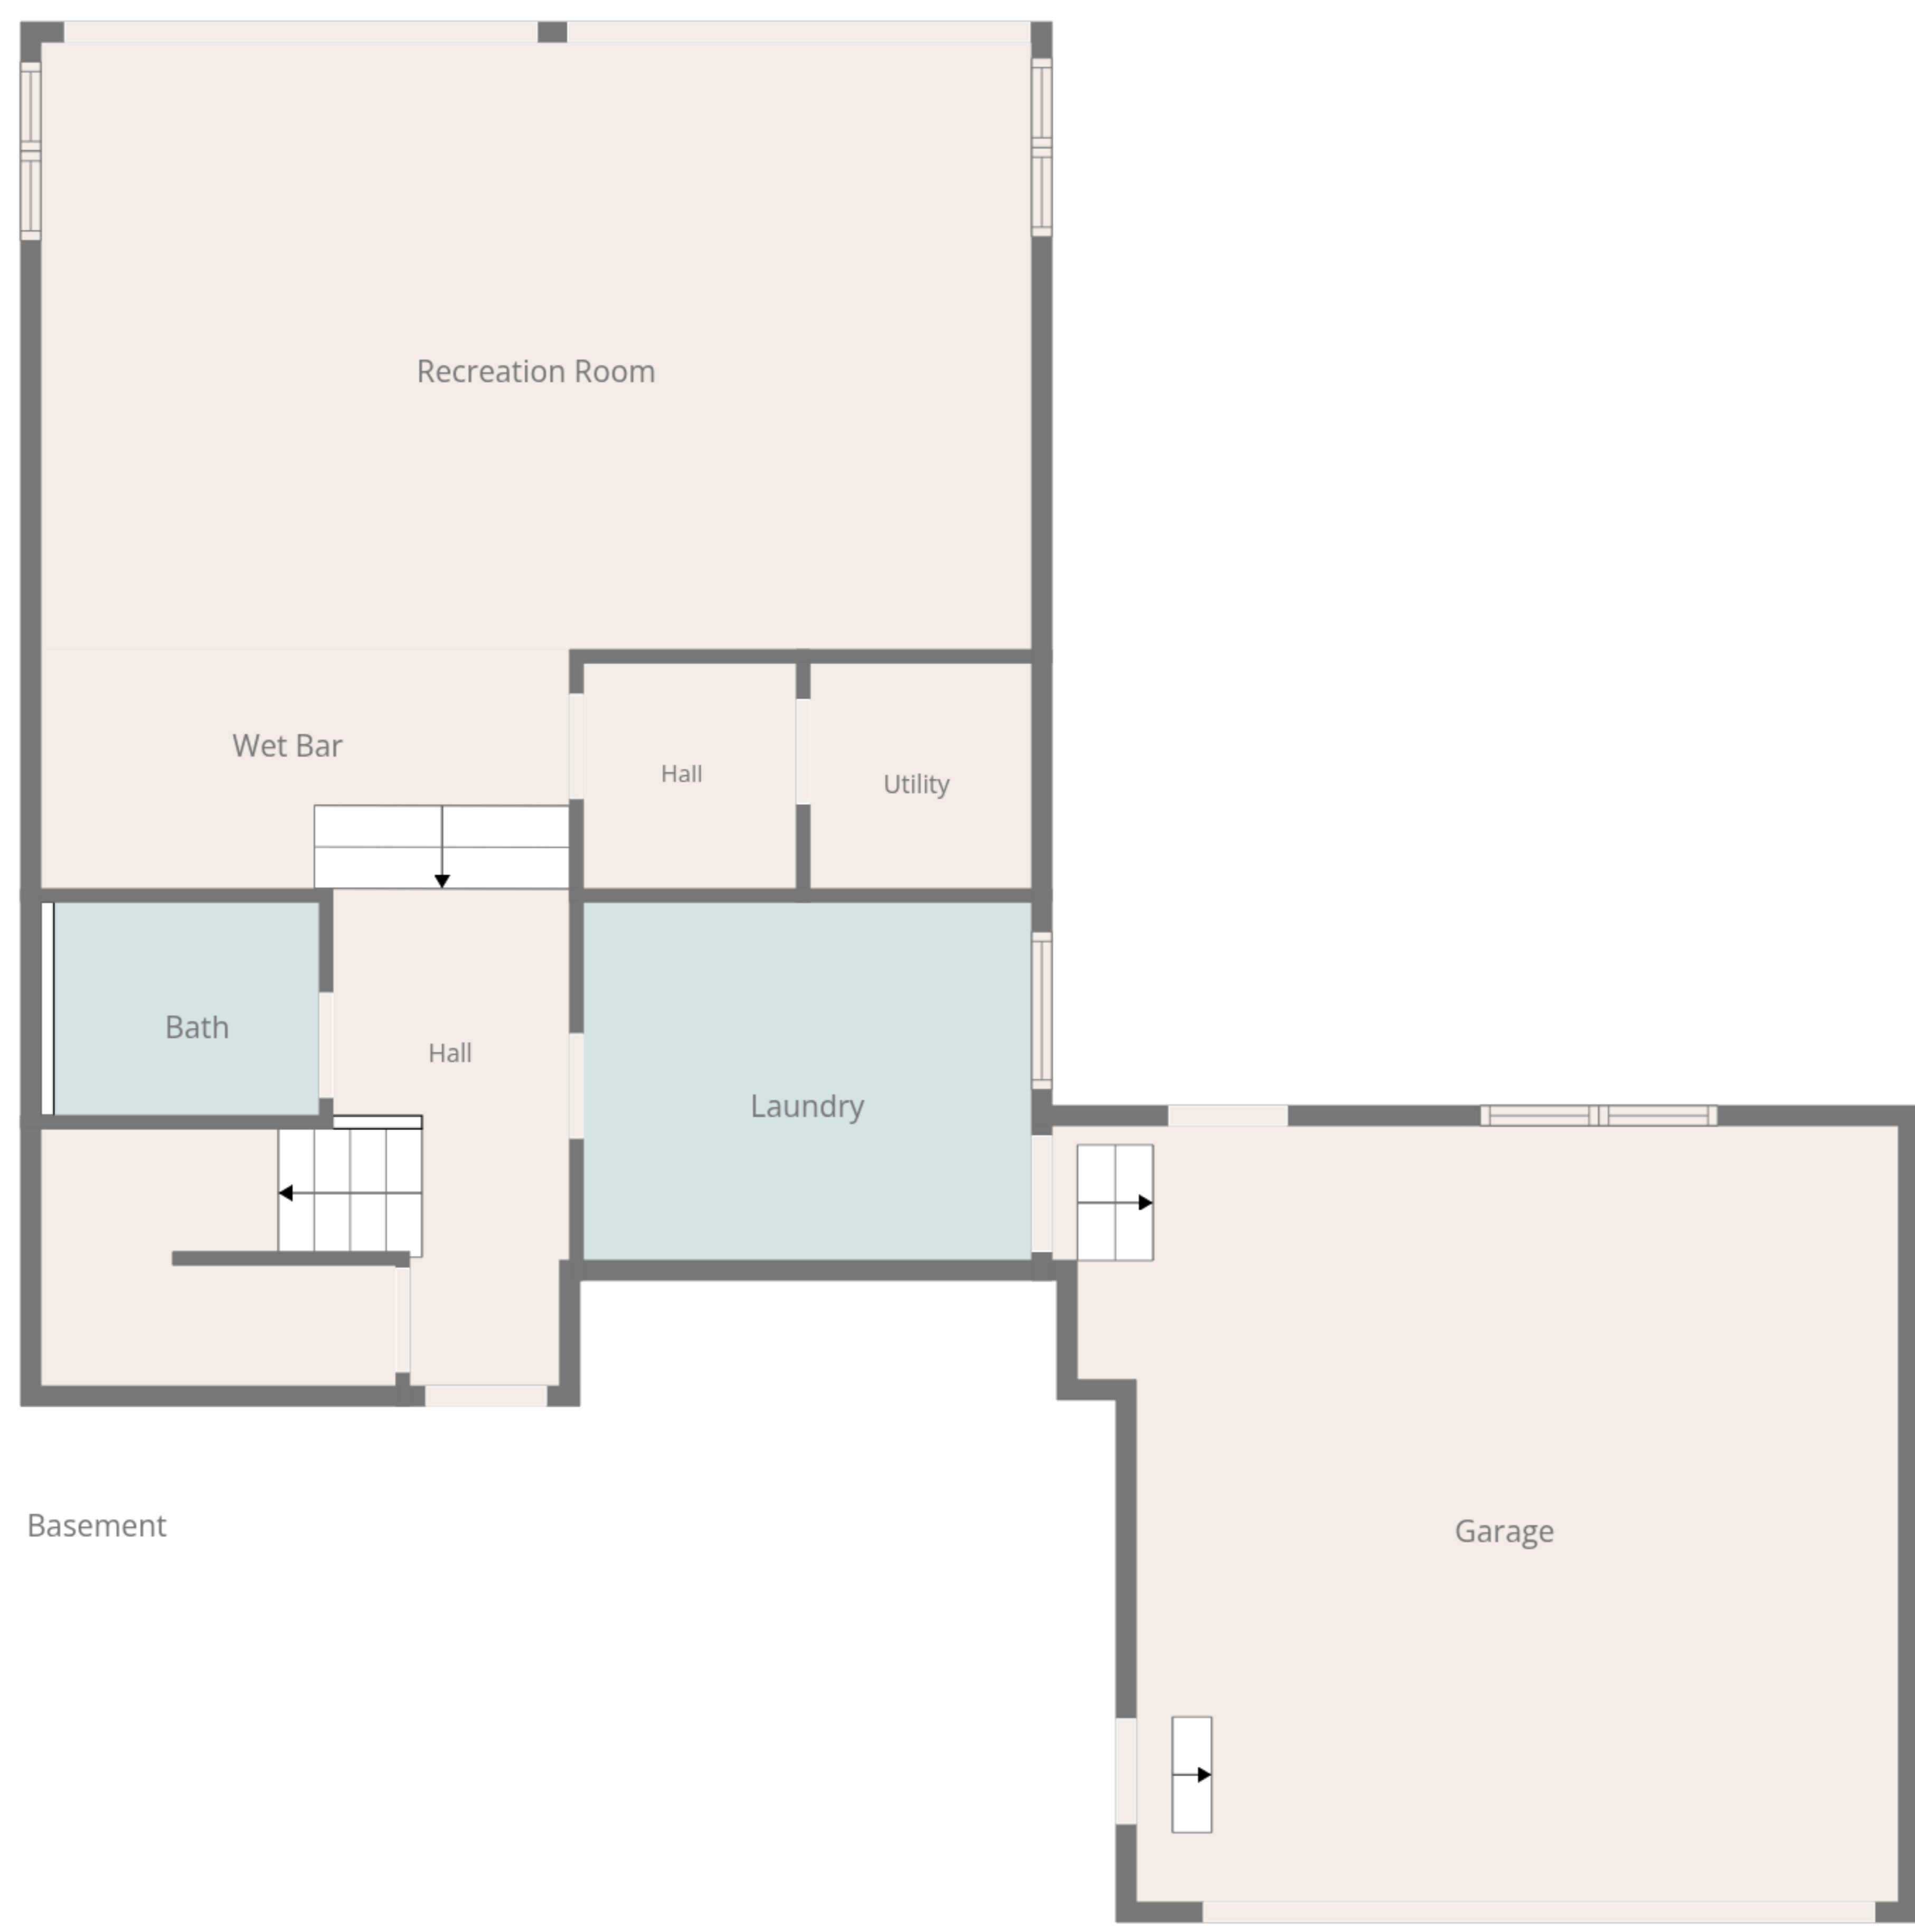 Recreation Room
Wet Bar
Hall
Utility
Bath
Hall
Laundry
Basement
Garage